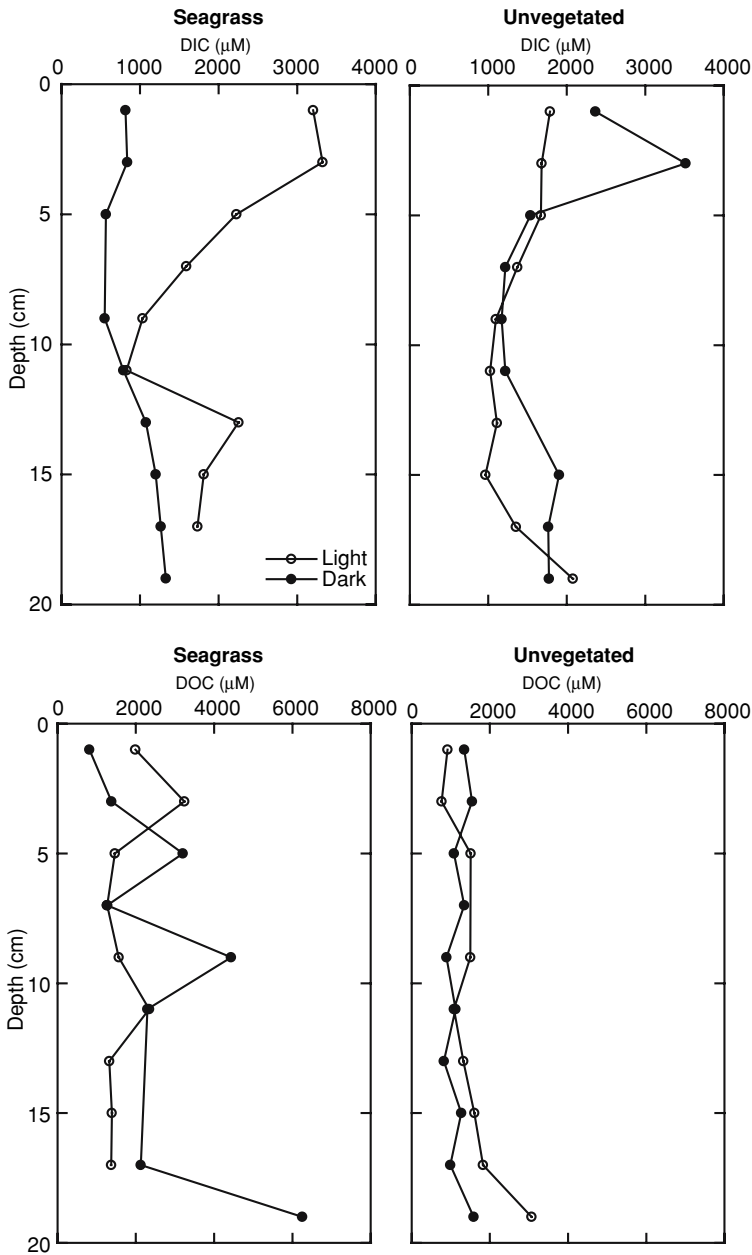 Seagrass Unvegetated
DIC (μM) DIC (μM)
0 1000 2000 3000 4000 0 1000 2000 3000 4000
0
5
10
15
20
Depth (cm)
Light
Dark
Seagrass Unvegetated
DOC (μM) DOC (μM)
0 2000 4000 6000 8000 0 2000 4000 6000 8000
0
5
10
15
20
Depth (cm)